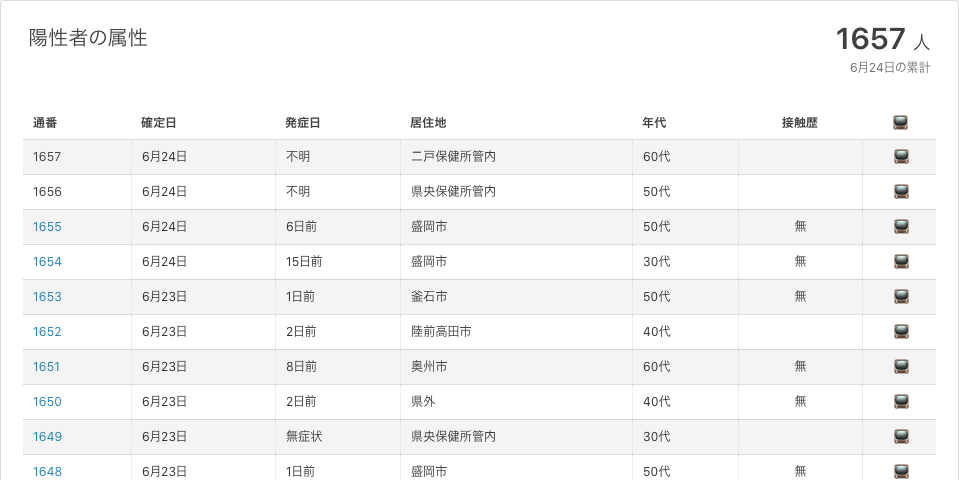 陽性者の属性
1657 人
6月24日の累計
通番 確定日 発症日 居住地 年代 接触歴
1657 6月24日 不明 二戸保健所管内 60代
1656 6月24日 不明 県央保健所管内 50代
1655 6月24日 6日前 盛岡市 50代 無
1654 6月24日 15日前 盛岡市 30代 無
1653 6月23日 1日前 釜石市 50代 無
1652 6月23日 2日前 陸前高田市 40代
1651 6月23日 8日前 奥州市 60代 無
1650 6月23日 2日前 県外 40代 無
1649 6月23日 無症状 県央保健所管内 30代
1648 6月23日 1日前 盛岡市 50代 無